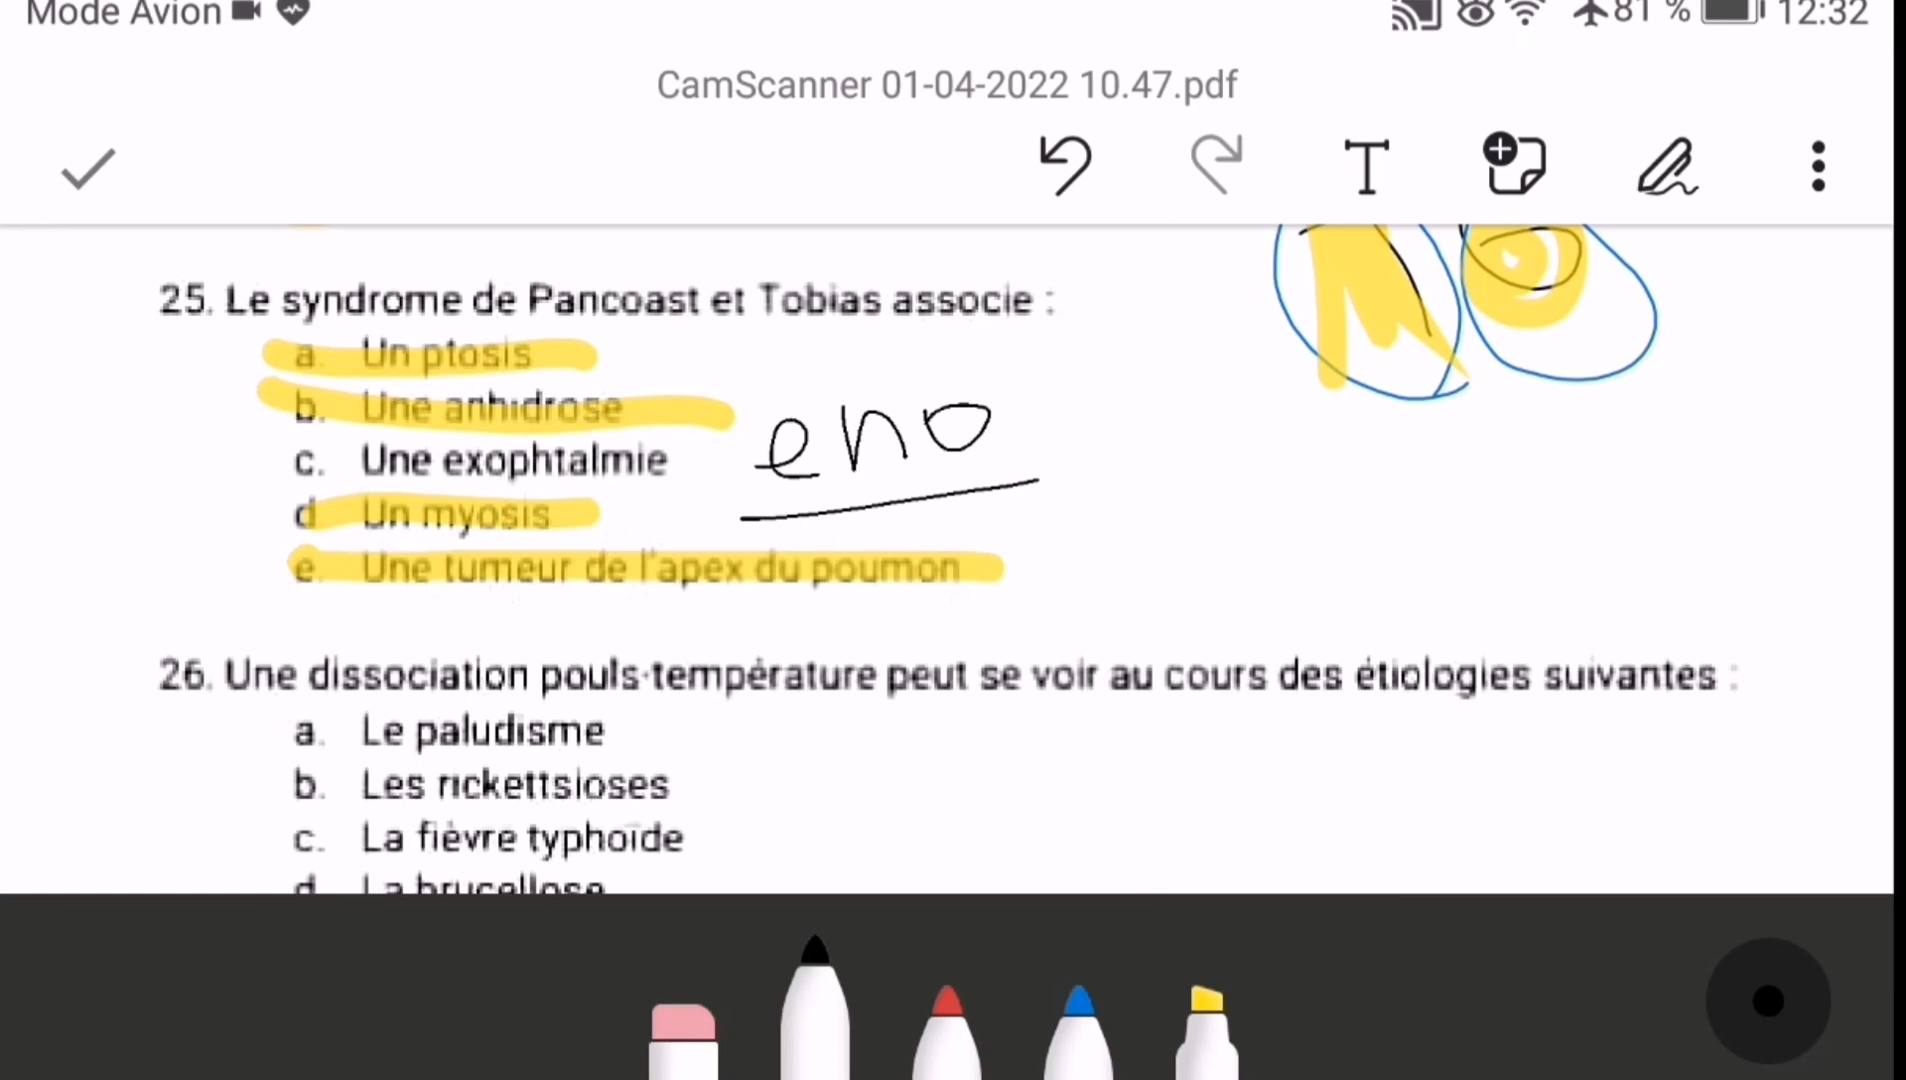 Mode Avion 81 % 12:32
CamScanner 01-04-2022 10.47.pdf
T
25. Le syndrome de Pancoast et Tobias associe :
a. Un ptosis
b. Une anhidrose
c. Une exophtalmie
eno
d Un myosis
e. Une tumeur de l'apex du poumon
26. Une dissociation pouls-température peut se voir au cours des étiologies suivantes :
a. Le paludisme
b. Les rickettsioses
c. La fièvre typhoïde
d La brucellose